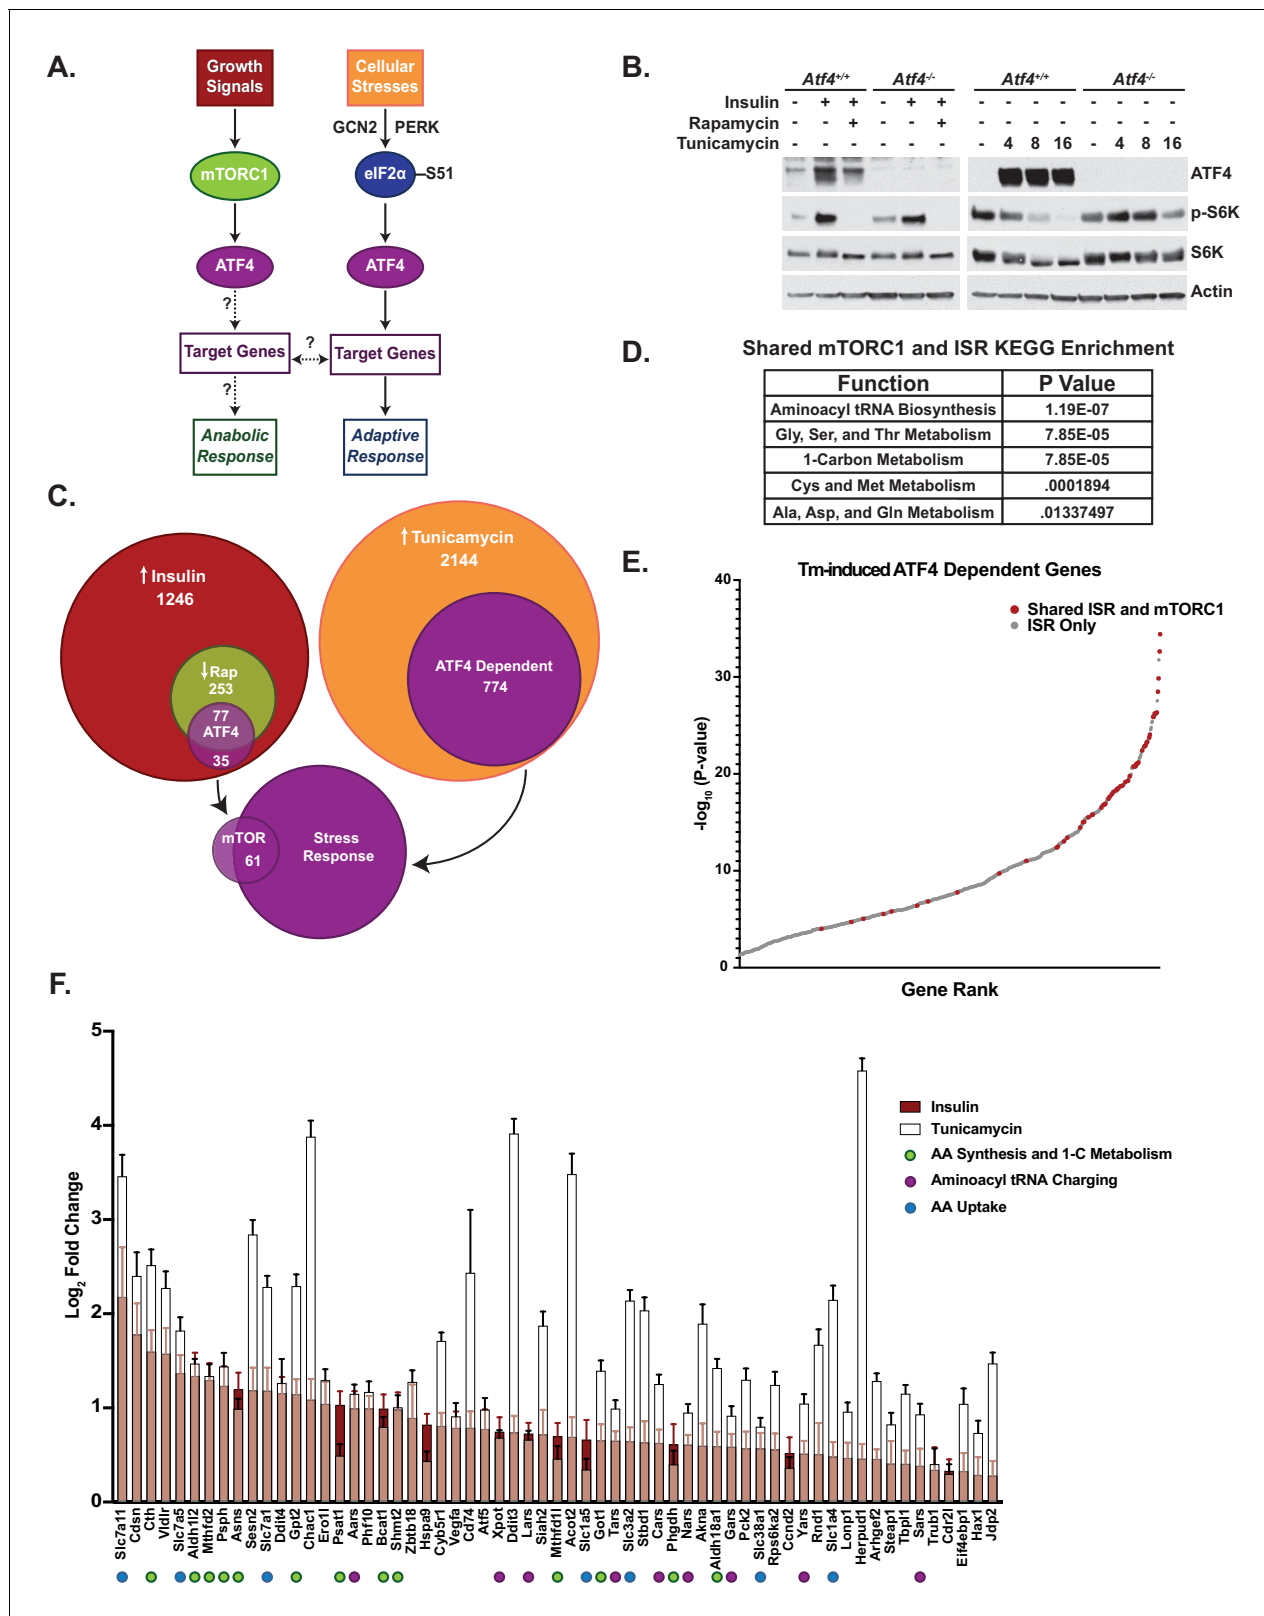 A.
Growth
Signals
Cellular
Stresses
GCN2
PERK
mTORC1
eIF2α
S51
ATF4
ATF4
?
?
Target Genes
Target Genes
?
Anabolic
Response
Adaptive
Response
B.
Atf4+/+
Atf4-/-
Atf4+/+
Atf4-/-
Insulin - + + - + + - - - - - - - -
Rapamycin - - + - - + - - - - - - - -
Tunicamycin - - - - - - - 4 8 16 - 4 8 16
ATF4
p-S6K
S6K
Actin
C.
↑ Insulin
1246
↓ Rap
253
77
ATF4
35
↑ Tunicamycin
2144
ATF4 Dependent
774
mTOR
61
Stress
Response
D.
Shared mTORC1 and ISR KEGG Enrichment
Function P Value
Aminoacyl tRNA Biosynthesis 1.19E-07
Gly, Ser, and Thr Metabolism 7.85E-05
1-Carbon Metabolism 7.85E-05
Cys and Met Metabolism .0001894
Ala, Asp, and Gln Metabolism .01337497
E.
Tm-induced ATF4 Dependent Genes
Shared ISR and mTORC1
ISR Only
40
30
20
10
0
-log10 (P-value)
Gene Rank
F.
5
4
3
2
1
0
Log2 Fold Change
Insulin
Tunicamycin
AA Synthesis and 1-C Metabolism
Aminoacyl tRNA Charging
AA Uptake
Slc7a11
Cdsn
Cth
Vldlr
Slc7a5
Aldh1l2
Mthfd2
Psph
Asns
Sesn2
Slc7a1
Ddit4
Gpt2
Chac1
Ero1l
Psat1
Aars
Phf10
Bcat1
Shmt2
Zbtb18
Hspa9
Cyb5r1
Vegfa
Cd74
Atf5
Xpot
Ddit3
Lars
Siah2
Mthfd1l
Acot2
Slc1a5
Got1
Tars
Slc3a2
Stbd1
Cars
Phgdh
Nars
Akna
Aldh18a1
Gars
Pck2
Slc38a1
Rps6ka2
Ccnd2
Yars
Rnd1
Slc1a4
Lonp1
Herpud1
Arhgef2
Steap1
Tbpl1
Sars
Trub1
Cdr2l
Eif4ebp1
Hax1
Jdp2